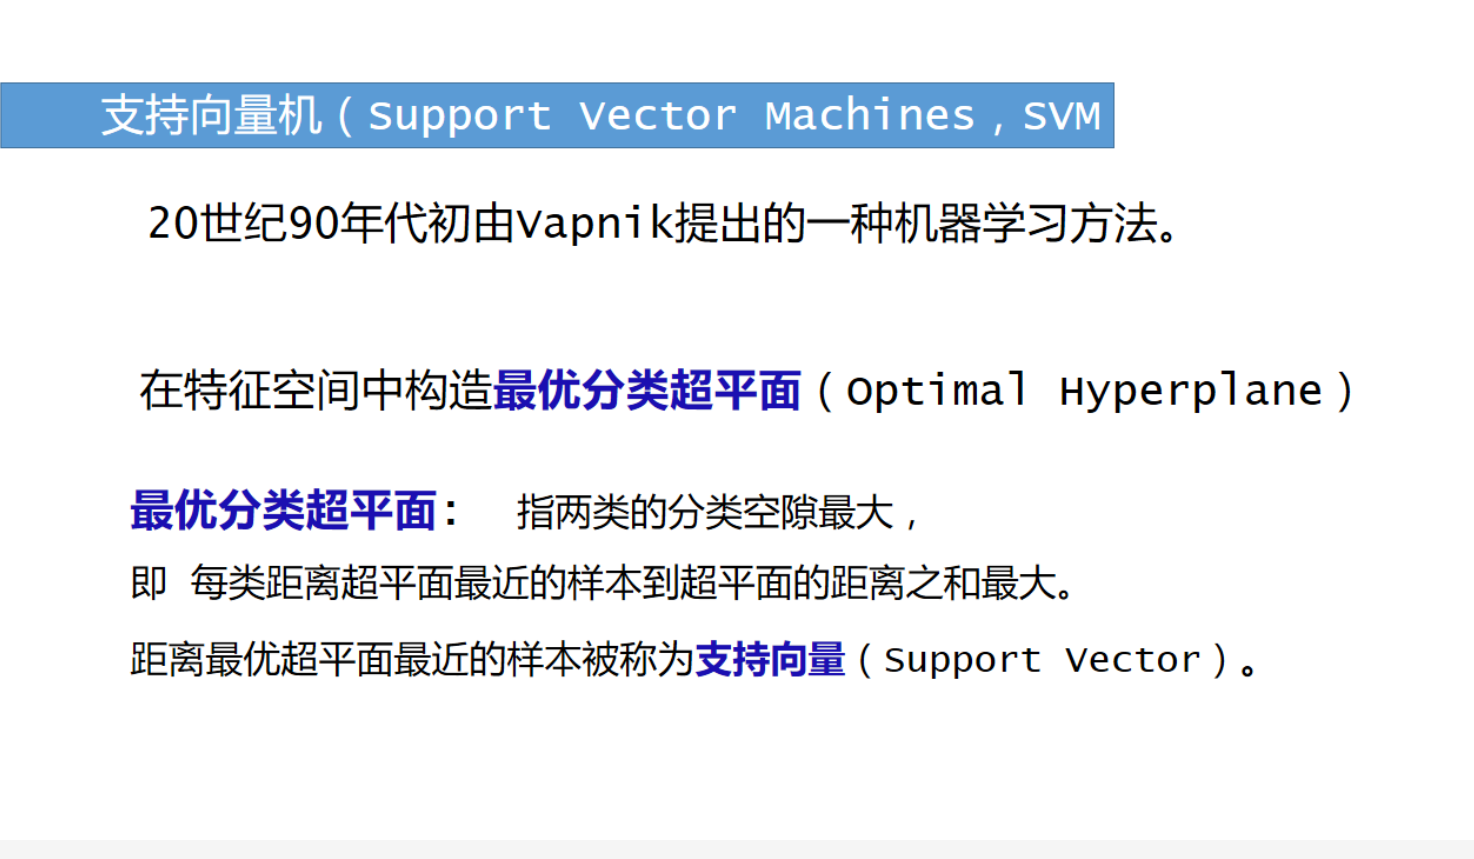 支持向量机（Support Vector Machines，SVM
20世纪90年代初由Vapnik提出的一种机器学习方法。
在特征空间中构造最优分类超平面（Optimal Hyperplane）
最优分类超平面： 指两类的分类空隙最大，
即 每类距离超平面最近的样本到超平面的距离之和最大。
距离最优超平面最近的样本被称为支持向量（Support Vector）。